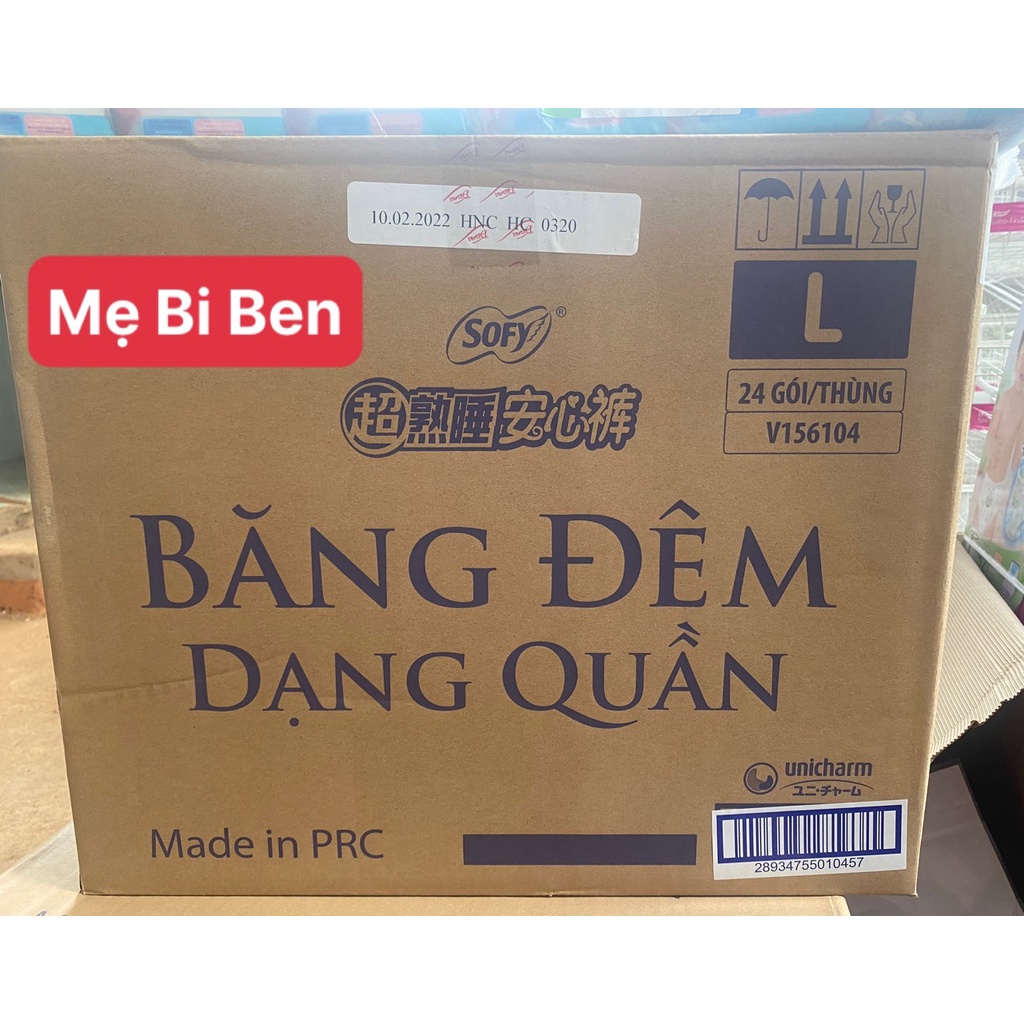 10.02.2022 HNC HC 0320
Mẹ Bi Ben
SOFY®
L
超熟睡安心裤
24 GÓI/THÙNG
V156104
BĂNG ĐÊM
DẠNG QUẦN
unicharm
ユニ・チャーム
Made in PRC
28934755010457